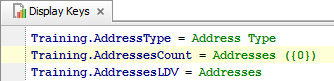 Display Keys
Training.AddressType = Address Type
Training.AddressesCount = Addresses ({0})
Training.AddressesLDV = Addresses